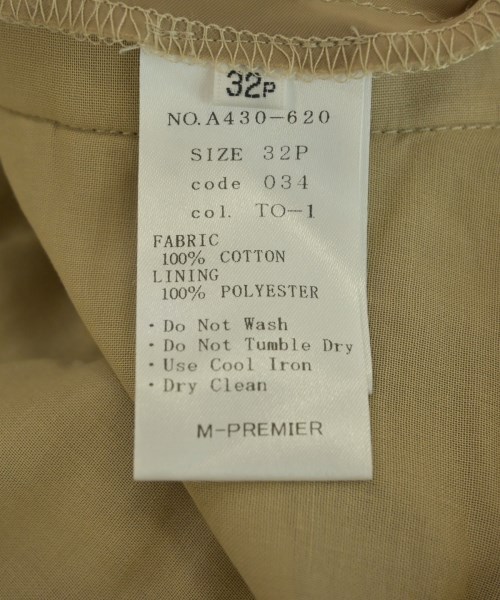 32P
NO. A430-620
SIZE 32P
code 034
col. TO-1
FABRIC
100% COTTON
LINING
100% POLYESTER
・Do Not Wash
・Do Not Tumble Dry
・Use Cool Iron
・Dry Clean
M-PREMIER